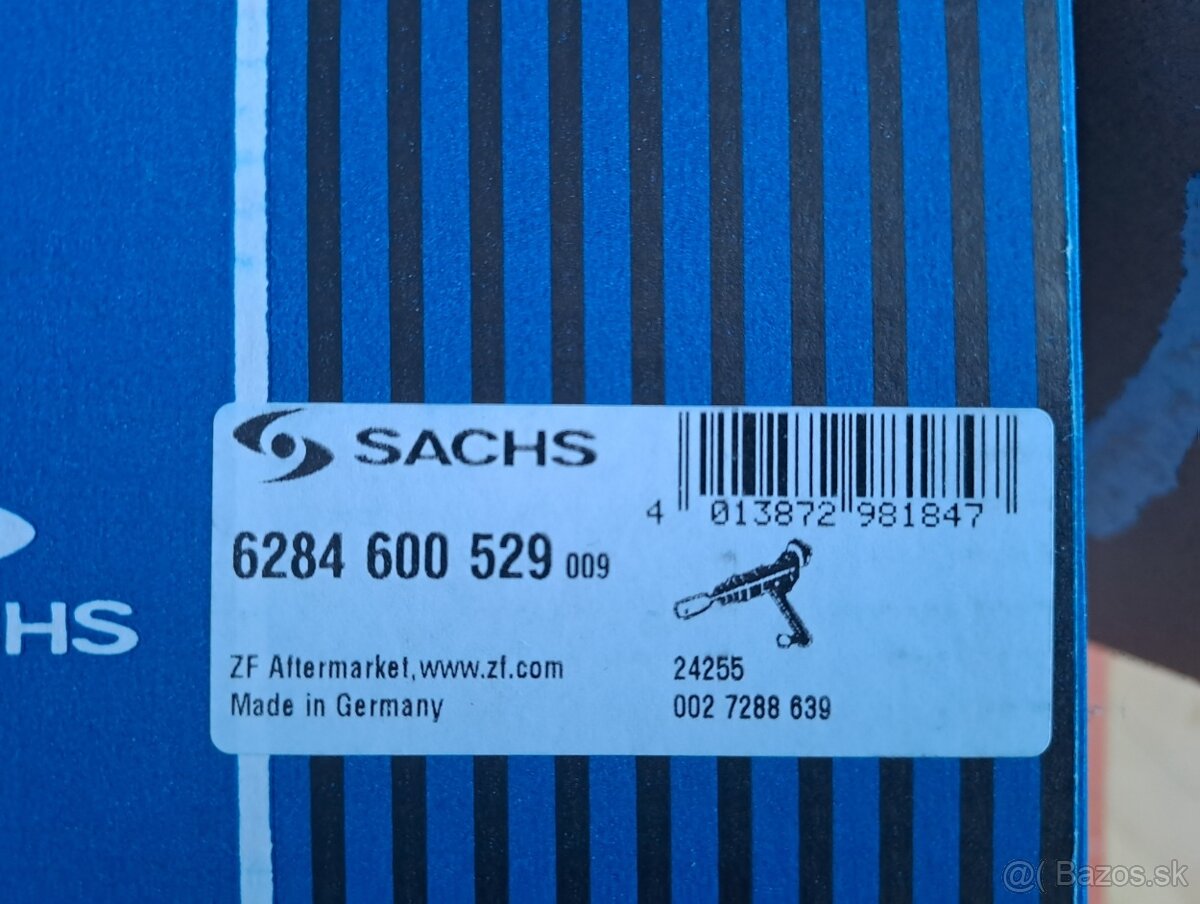 SACHS
4 013872 981847
6284 600 529 009
HS
ZF Aftermarket, www.zf.com
24255
Made in Germany
002 7288 639
@( Bazos.sk